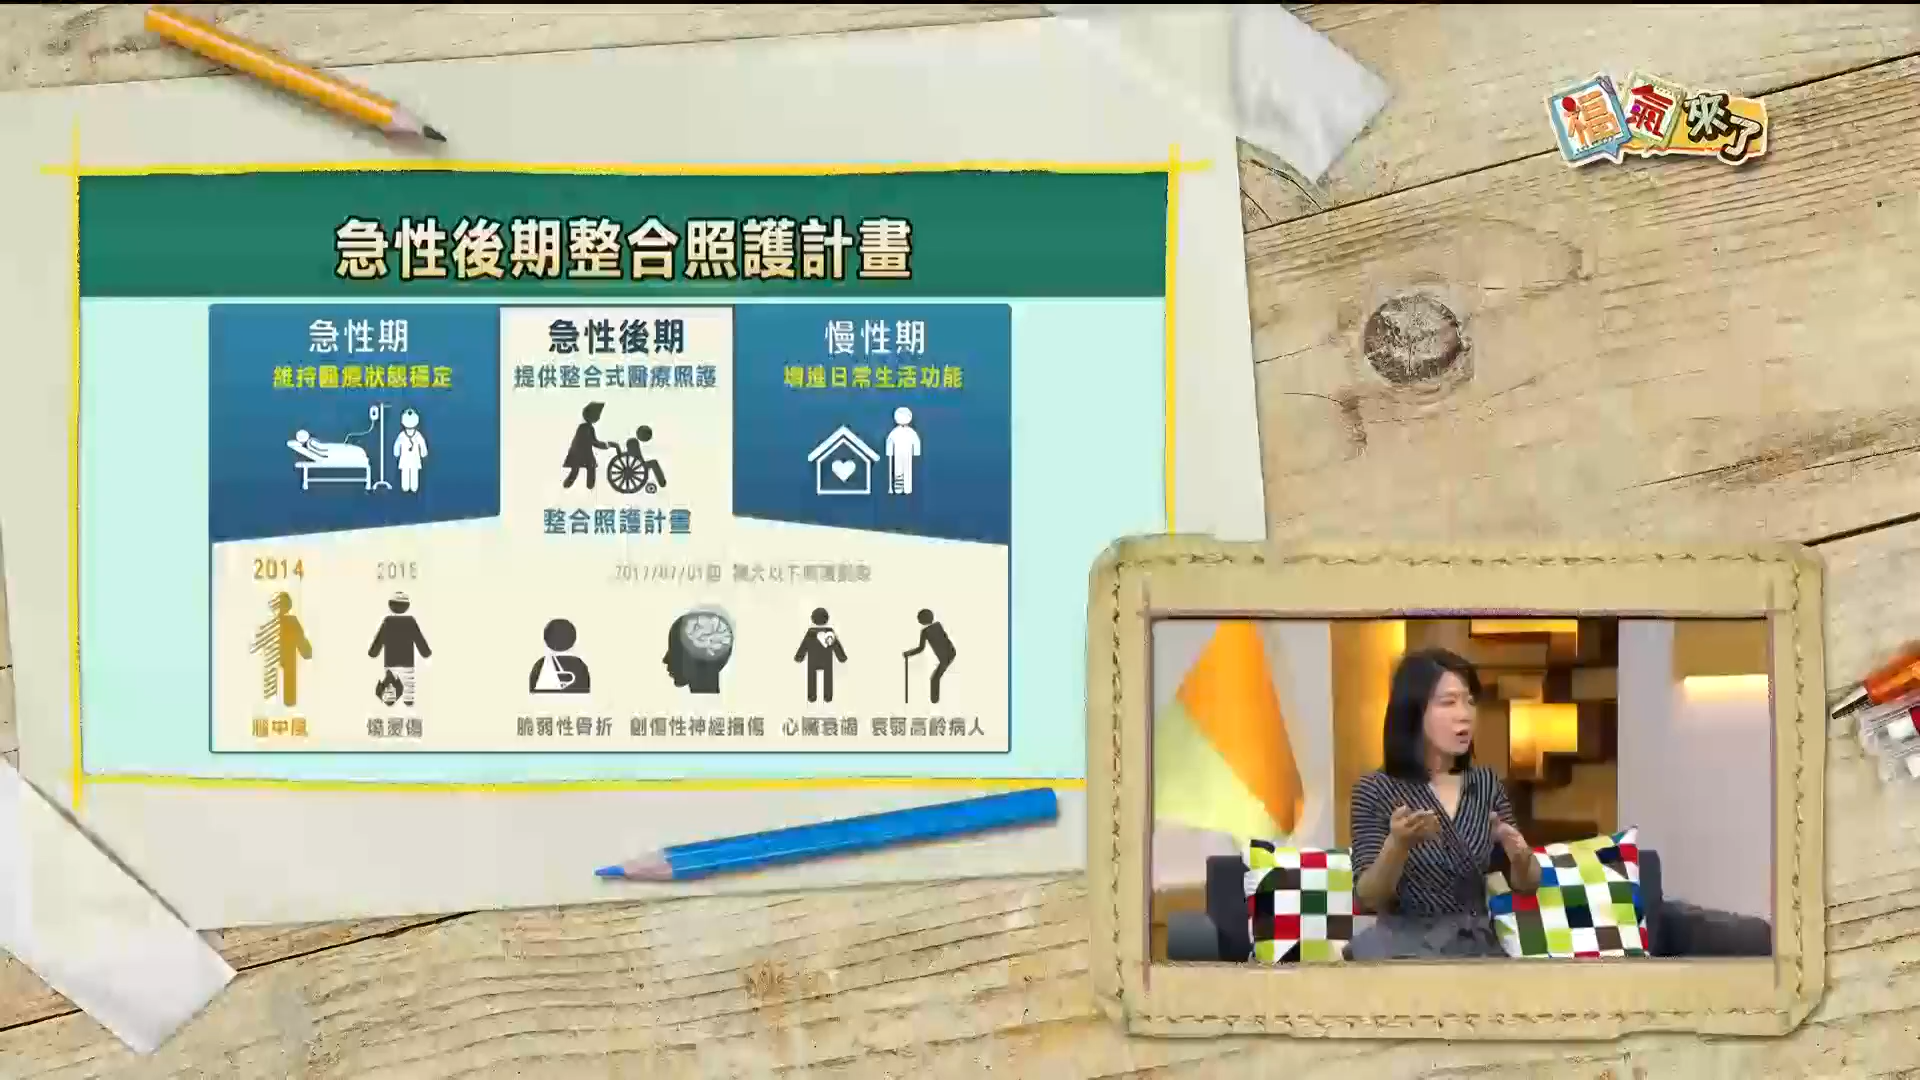 福氣來了
急性後期整合照護計畫
急性期
維持醫療狀態穩定
急性後期
提供整合式醫療照護
慢性期
增進日常生活功能
整合照護計畫
2014
腦中風
燒燙傷
脆弱性骨折
創傷性神經損傷
心臟衰竭
衰弱高齡病人